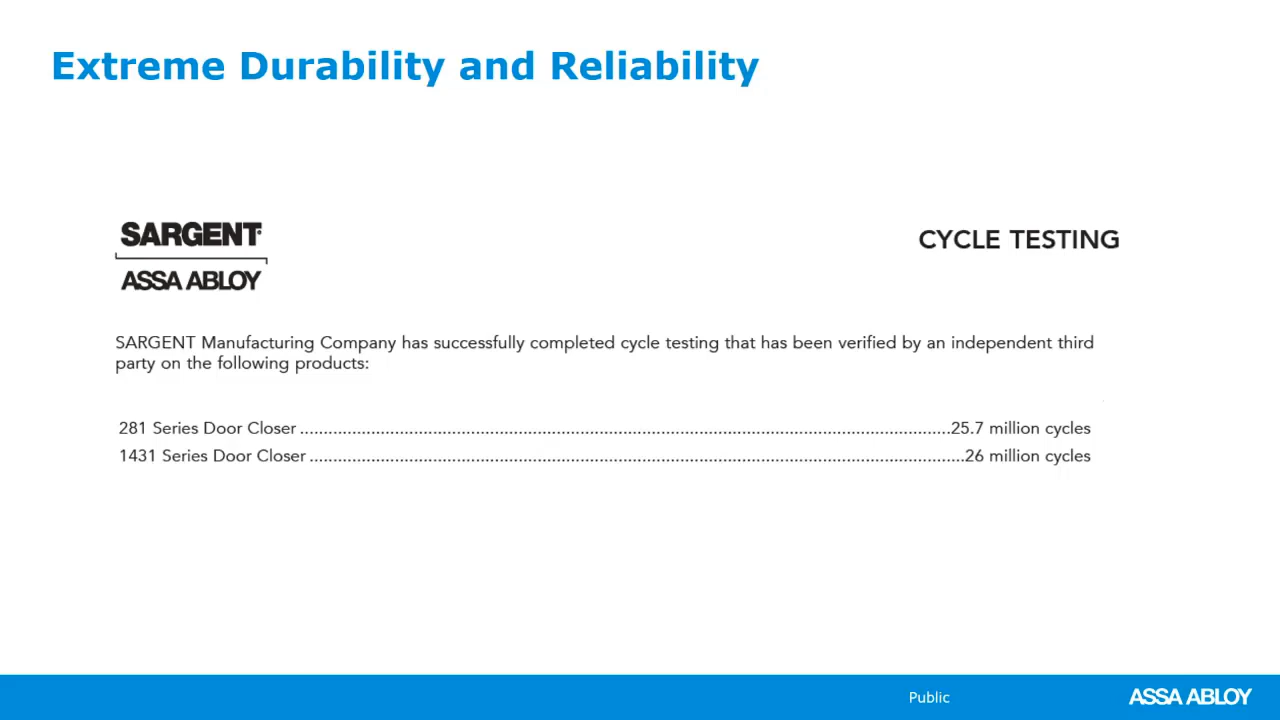 Extreme Durability and Reliability
SARGENT®
ASSA ABLOY
CYCLE TESTING
SARGENT Manufacturing Company has successfully completed cycle testing that has been verified by an independent third
party on the following products:
281 Series Door Closer ............................................................................................................................................25.7 million cycles
1431 Series Door Closer ............................................................................................................................................26 million cycles
Public
ASSA ABLOY